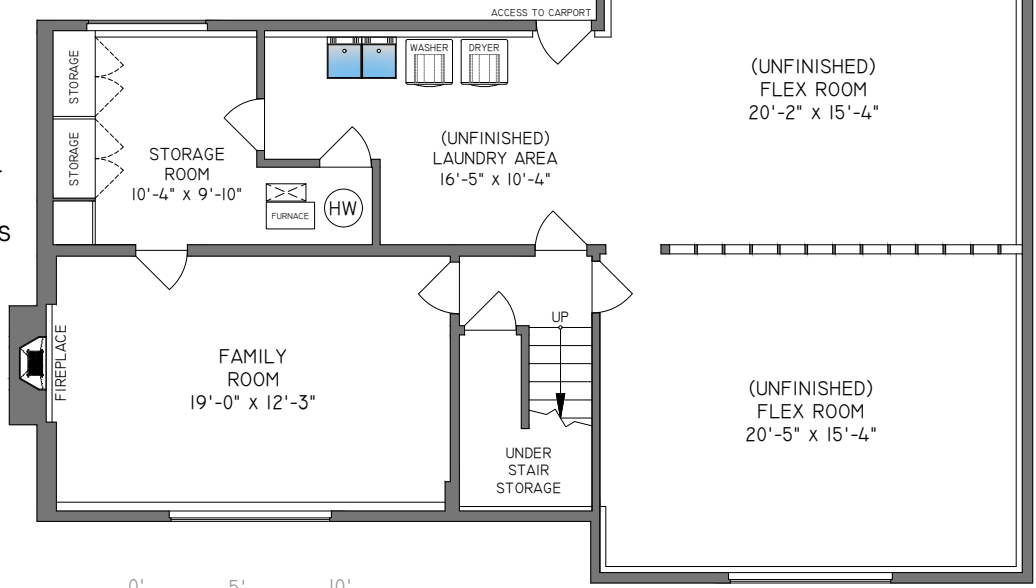 ACCESS TO CARPORT
STORAGE
STORAGE
STORAGE
ROOM
10'-4" X 9'-10"
WASHER
DRYER
(UNFINISHED)
LAUNDRY AREA
16'-5" X 10'-4"
FURNACE
HW
(UNFINISHED)
FLEX ROOM
20'-2" X 15'-4"
S
FIREPLACE
FAMILY
ROOM
19'-0" X 12'-3"
UP
UNDER
STAIR
STORAGE
(UNFINISHED)
FLEX ROOM
20'-5" X 15'-4"
0' 5' 10'